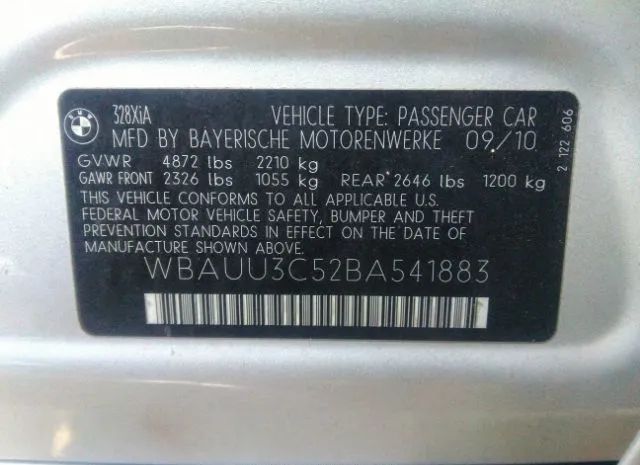 BMW
328XiA
VEHICLE TYPE: PASSENGER CAR
MFD BY BAYERISCHE MOTORENWERKE 09/10
GVWR 4872 lbs 2210 kg
GAWR FRONT 2326 lbs 1055 kg REAR 2646 lbs 1200 kg
THIS VEHICLE CONFORMS TO ALL APPLICABLE U.S.
FEDERAL MOTOR VEHICLE SAFETY, BUMPER AND THEFT
PREVENTION STANDARDS IN EFFECT ON THE DATE OF
MANUFACTURE SHOWN ABOVE.
WBAUU3C52BA541883
2 122 606